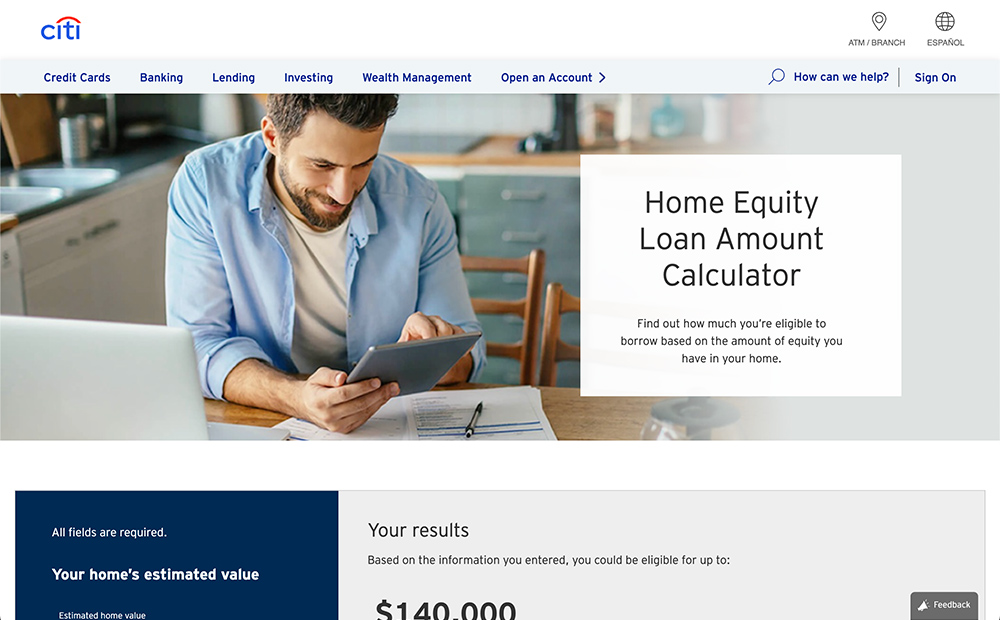 citi
ATM / BRANCH
ESPAÑOL
Credit Cards
Banking
Lending
Investing
Wealth Management
Open an Account
How can we help?
Sign On
Home Equity
Loan Amount
Calculator
Find out how much you’re eligible to
borrow based on the amount of equity you
have in your home.
All fields are required.
Your home’s estimated value
Estimated home value
Your results
Based on the information you entered, you could be eligible for up to:
$140,000
Feedback